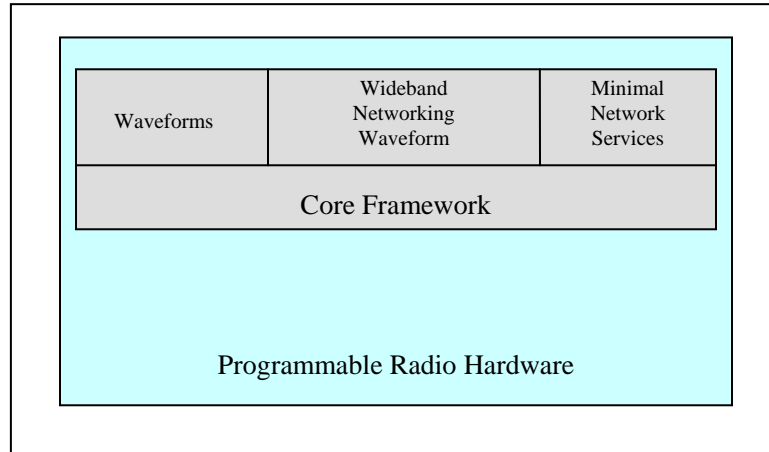 Waveforms
Wideband
Networking
Waveform
Minimal
Network
Services
Core Framework
Programmable Radio Hardware